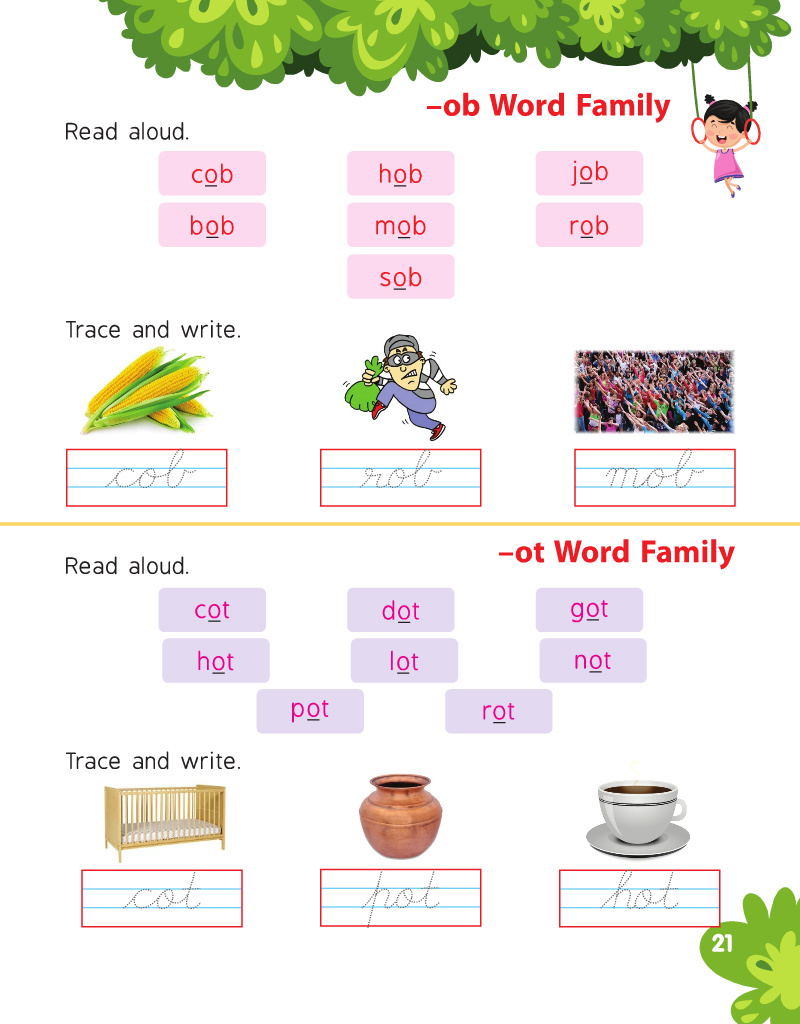 –ob Word Family
Read aloud.
cob hob job
bob mob rob
sob
Trace and write.
cob rob mob
–ot Word Family
Read aloud.
cot dot got
hot lot not
pot rot
Trace and write.
cot pot hot
21